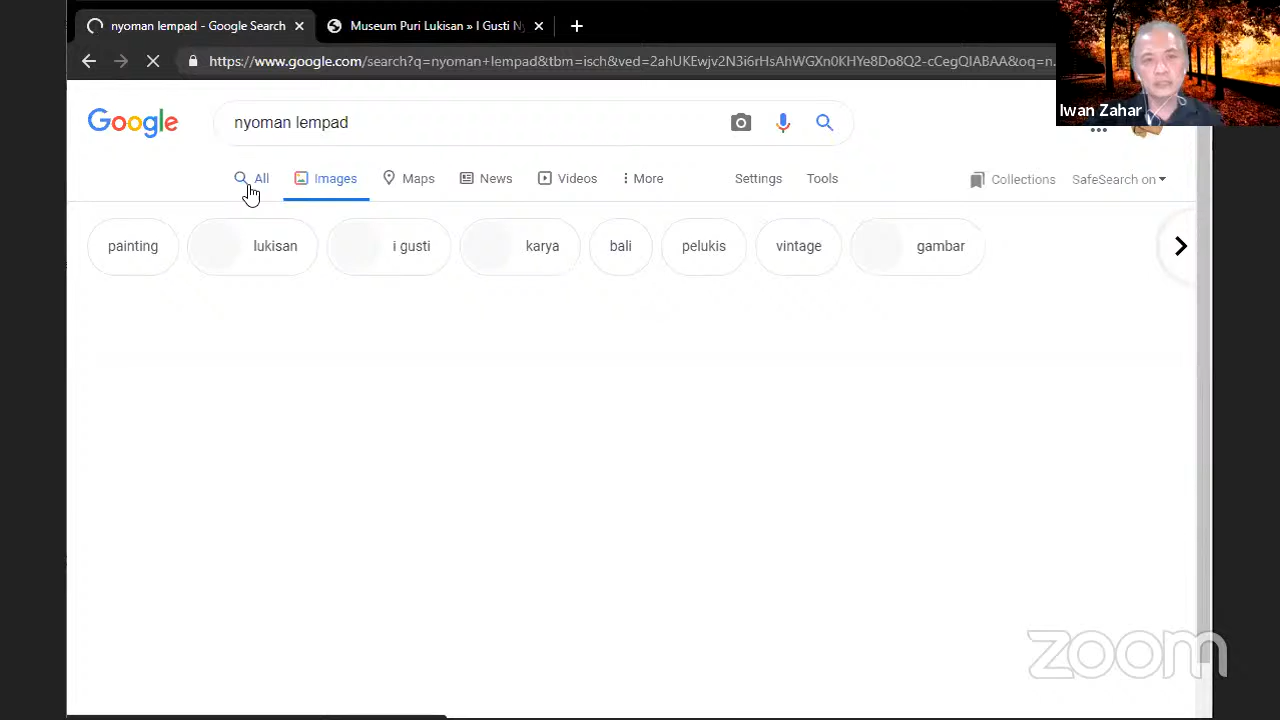 nyoman lempad - Google Search
Museum Puri Lukisan » I Gusti Ny
https://www.google.com/search?q=nyoman+lempad&tbm=isch&ved=2ahUKEwjv2N3i6rHsAhWGXn0KHYe8Do8Q2-cCegQIABAA&oq=n.
Iwan Zahar
Google
nyoman lempad
All Images Maps News Videos More Settings Tools Collections SafeSearch on
painting lukisan i gusti karya bali pelukis vintage gambar
zoom